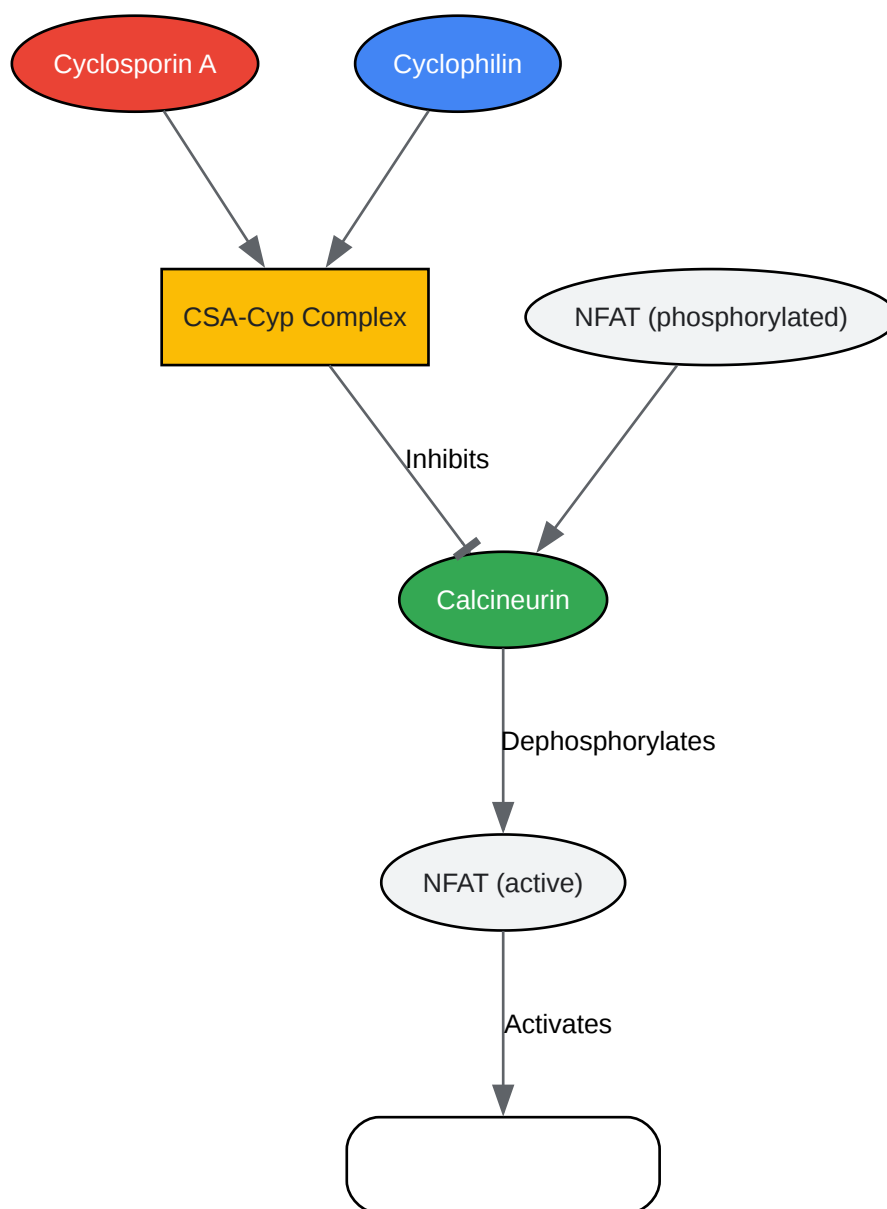 Cyclosporin A
Cyclophilin
CSA-Cyp Complex
NFAT (phosphorylated)
Inhibits
Calcineurin
Dephosphorylates
NFAT (active)
Activates